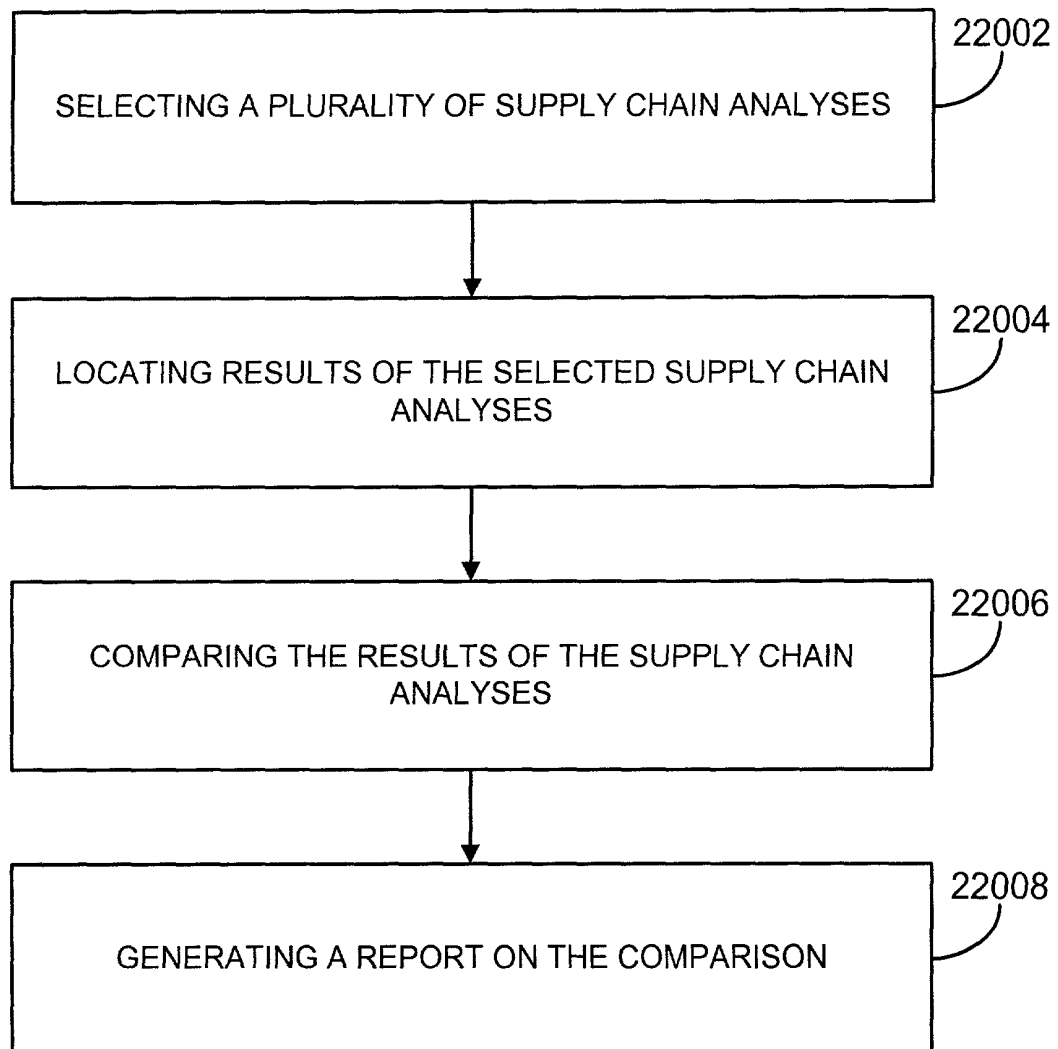 22002
SELECTING A PLURALITY OF SUPPLY CHAIN ANALYSES
22004
LOCATING RESULTS OF THE SELECTED SUPPLY CHAIN
ANALYSES
22006
COMPARING THE RESULTS OF THE SUPPLY CHAIN
ANALYSES
22008
GENERATING A REPORT ON THE COMPARISON